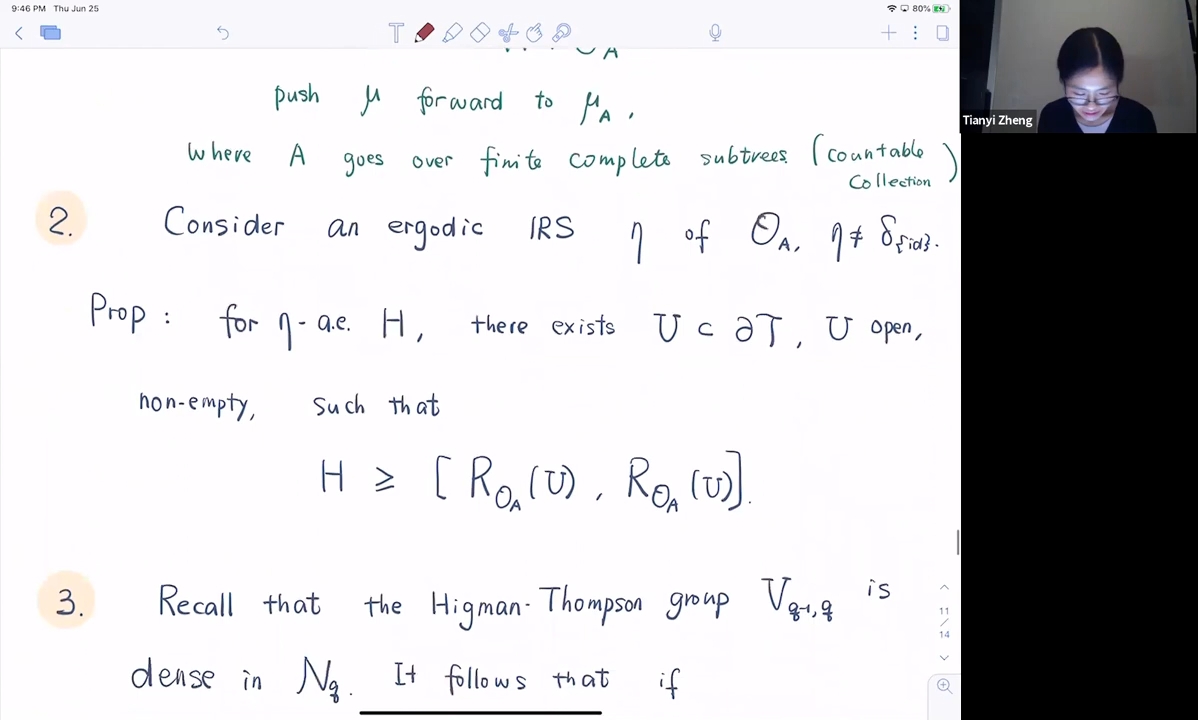 9:46 PM Thu Jun 25
80%
Tianyi Zheng
push μ forward to μ_A,
where A goes over finite complete subtrees (countable collection)
2. Consider an ergodic IRS η of O_A, η ≠ δ_{id}.
Prop: for η-a.e. H, there exists U ⊂ ∂T, U open,
non-empty, such that
H ≥ [R_{O_A}(U), R_{O_A}(U)].
3. Recall that the Higman-Thompson group V_{q-1,q} is
dense in N_q. It follows that if
11
/
14